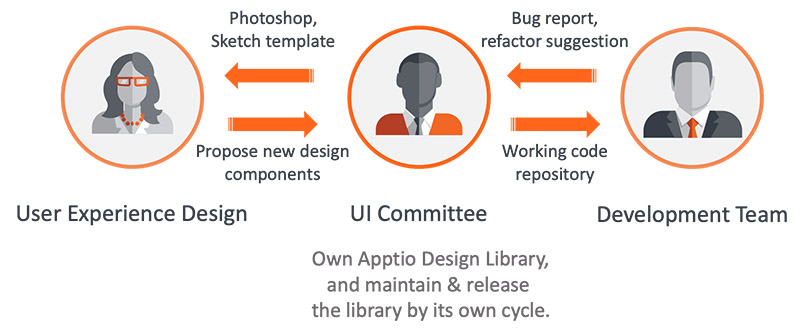 Photoshop,
Sketch template
Bug report,
refactor suggestion
Propose new design
components
Working code
repository
User Experience Design
UI Committee
Development Team
Own Apptio Design Library,
and maintain & release
the library by its own cycle.